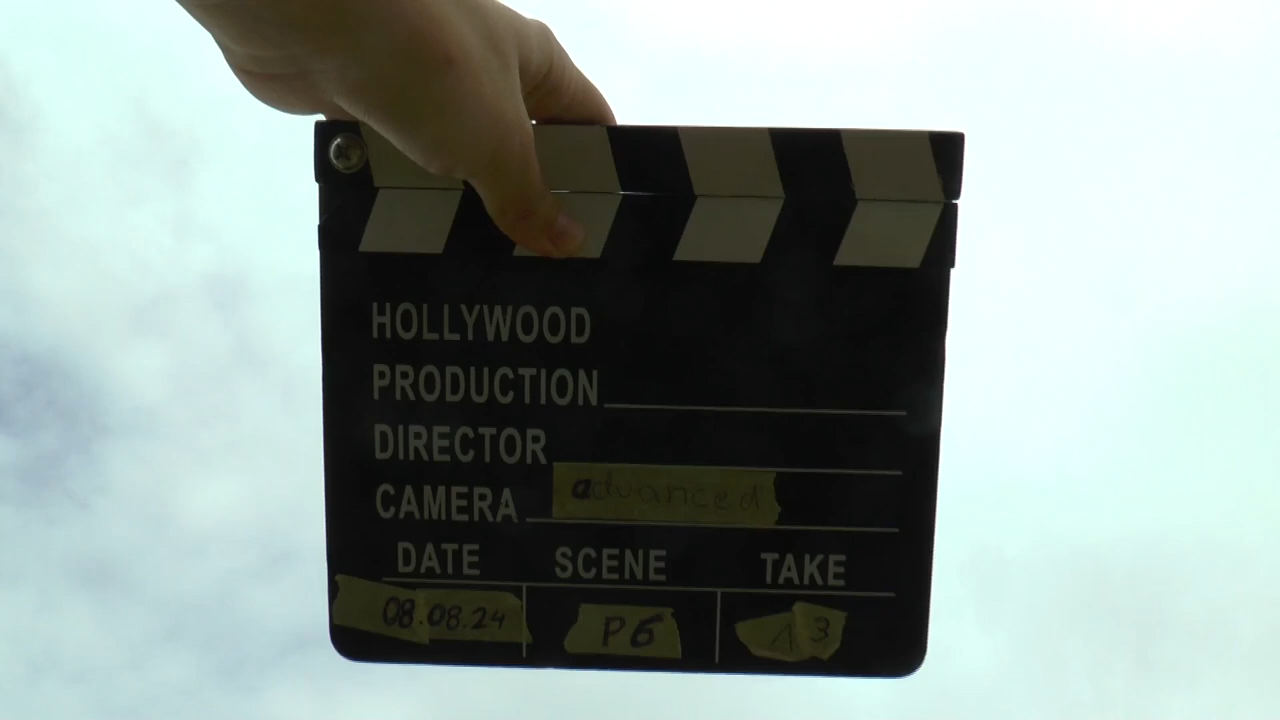 HOLLYWOOD
PRODUCTION
DIRECTOR
CAMERA advanced
DATE SCENE TAKE
08.08.24 P6 13